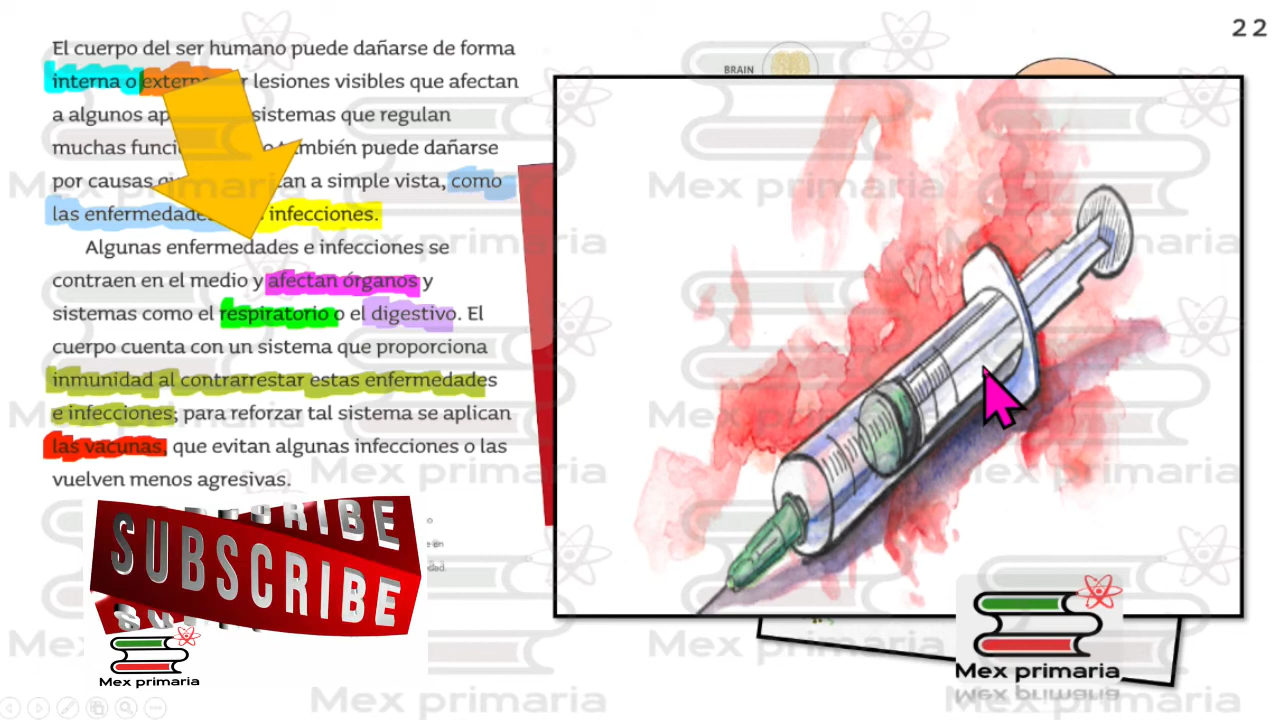 22
El cuerpo del ser humano puede dañarse de forma
interna o
lesiones visibles que afectan
a algunos sistemas que regulan
muchas también puede dañarse
por causas a simple vista, como
las infecciones.
Algunas enfermedades e infecciones se
contraen en el medio y afectan órganos y
sistemas como el respiratorio o el digestivo. El
cuerpo cuenta con un sistema que proporciona
inmunidad al contrarrestar estas enfermedades
e infecciones; para reforzar tal sistema se aplican
las vacunas, que evitan algunas infecciones o las
vuelven menos agresivas.
BRAIN
SUBSCRIBE
Mex primaria
Mex primaria